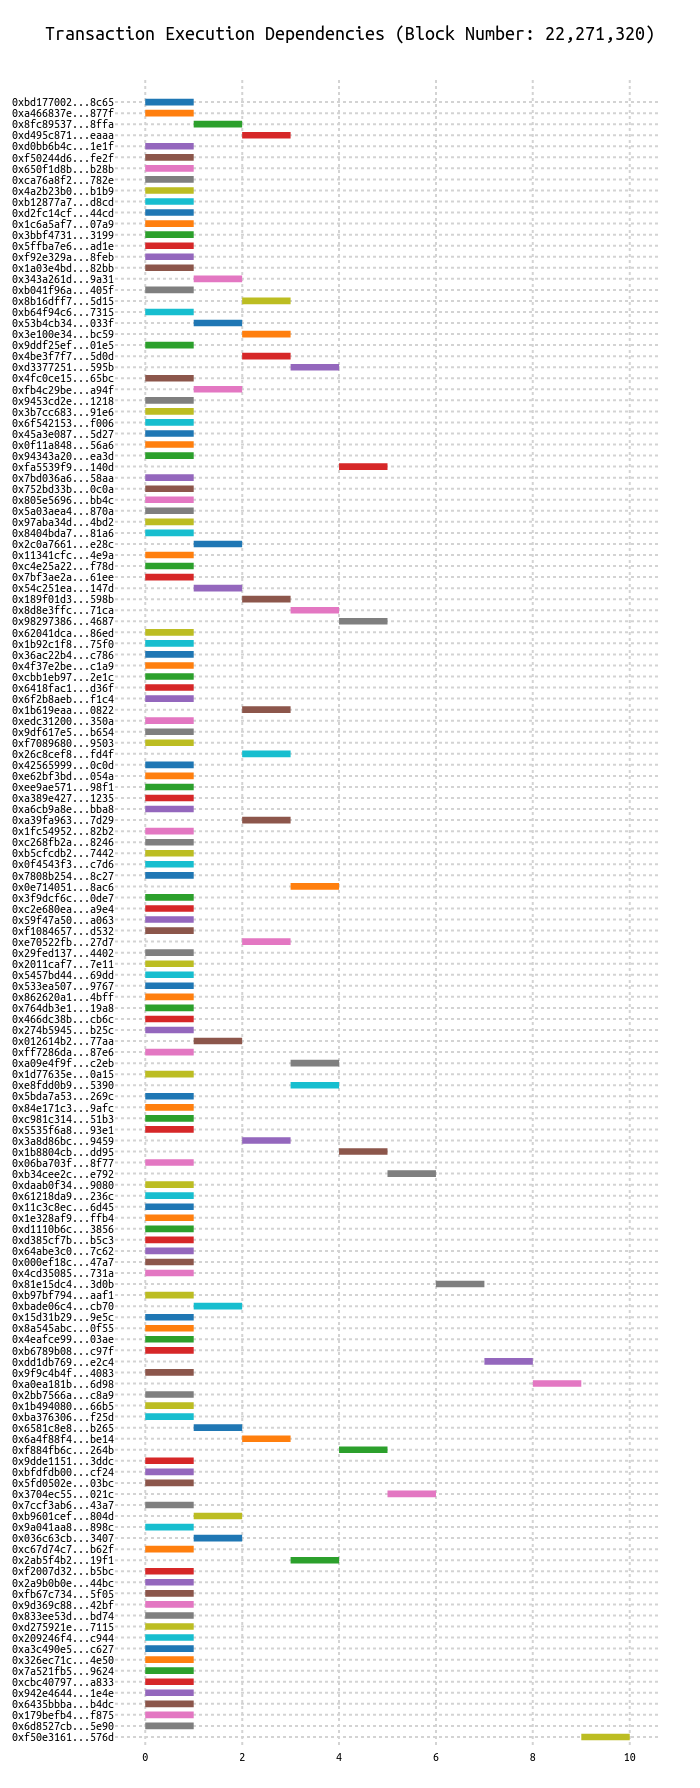 Transaction Execution Dependencies (Block Number: 22,271,320)
0xbd177002...8c65
0xa466837e...877f
0x8fc89537...8ffa
0xd495c871...eaaa
0xd0bb6b4c...1e1f
0xf50244d6...fe2f
0x650f1d8b...b28b
0xca76a8f2...782e
0x4a2b23b0...b1b9
0xb12877a7...d8cd
0xd2fc14cf...44cd
0x1c6a5af7...07a9
0x3bbf4731...3199
0x5ffba7e6...ad1e
0xf92e329a...8feb
0x1a03e4bd...82bb
0x343a261d...9a31
0xb041f96a...405f
0x8b16dff7...5d15
0xb64f94c6...7315
0x53b4cb34...033f
0x3e100e34...bc59
0x9ddf25ef...01e5
0x4be3f7f7...5d0d
0xd3377251...595b
0x4fc0ce15...65bc
0xfb4c29be...a94f
0x9453cd2e...1218
0x3b7cc683...91e6
0x6f542153...f006
0x45a3e087...5d27
0x0f11a848...56a6
0x94343a20...ea3d
0xfa5539f9...140d
0x7bd036a6...58aa
0x752bd33b...0c0a
0x805e5696...bb4c
0x5a03aea4...870a
0x97aba34d...4bd2
0x8404bda7...81a6
0x2c0a7661...e28c
0x11341cfc...4e9a
0xc4e25a22...f78d
0x7bf3ae2a...61ee
0x54c251ea...147d
0x189f01d3...598b
0x8d8e3ffc...71ca
0x98297386...4687
0x62041dca...86ed
0x1b92c1f8...75f0
0x36ac22b4...c786
0x4f37e2be...c1a9
0xcbb1eb97...2e1c
0x6418fac1...d36f
0x6f2b8aeb...f1c4
0x1b619eaa...0822
0xedc31200...350a
0x9df617e5...b654
0xf7089680...9503
0x26c8cef8...fd4f
0x42565999...0c0d
0xe62bf3bd...054a
0xee9ae571...98f1
0xa389e427...1235
0xa6cb9a8e...bba8
0xa39fa963...7d29
0x1fc54952...82b2
0xc268fb2a...8246
0xb5cfcdb2...7442
0x0f4543f3...c7d6
0x7808b254...8c27
0x0e714051...8ac6
0x3f9dcf6c...0de7
0xc2e680ea...a9e4
0x59f47a50...a063
0xf1084657...d532
0xe70522fb...27d7
0x29fed137...4402
0x2011caf7...7e11
0x5457bd44...69dd
0x533ea507...9767
0x862620a1...4bff
0x764db3e1...19a8
0x466dc38b...cb6c
0x274b5945...b25c
0x012614b2...77aa
0xff7286da...87e6
0xa09e4f9f...c2eb
0x1d77635e...0a15
0xe8fdd0b9...5390
0x5bda7a53...269c
0x84e171c3...9afc
0xc981c314...51b3
0x5535f6a8...93e1
0x3a8d86bc...9459
0x1b8804cb...dd95
0x06ba703f...8f77
0xb34cee2c...e792
0xdaab0f34...9080
0x61218da9...236c
0x11c3c8ec...6d45
0x1e328af9...ffb4
0xd1110b6c...3856
0xd385cf7b...b5c3
0x64abe3c0...7c62
0x000ef18c...47a7
0x4cd35085...731a
0x81e15dc4...3d0b
0xb97bf794...aaf1
0xbade06c4...cb70
0x15d31b29...9e5c
0x8a545abc...0f55
0x4eafce99...03ae
0xb6789b08...c97f
0xdd1db769...e2c4
0x9f9c4b4f...4083
0xa0ea181b...6d98
0x2bb7566a...c8a9
0x1b494080...66b5
0xba376306...f25d
0x6581c8e8...b265
0x6a4f88f4...be14
0xf884fb6c...264b
0x9dde1151...3ddc
0xbfdfdb00...cf24
0x5fd0502e...03bc
0x3704ec55...021c
0x7ccf3ab6...43a7
0xb9601cef...804d
0x9a041aa8...898c
0x036c63cb...3407
0xc67d74c7...b62f
0x2ab5f4b2...19f1
0xf2007d32...b5bc
0x2a9b0b0e...44bc
0xfb67c734...5f05
0x9d369c88...42bf
0x833ee53d...bd74
0xd275921e...7115
0x209246f4...c944
0xa3c490e5...c627
0x326ec71c...4e50
0x7a521fb5...9624
0xcbc40797...a833
0x942e4644...1e4e
0x6435bbba...b4dc
0x179befb4...f875
0x6d8527cb...5e90
0xf50e3161...576d
0 2 4 6 8 10